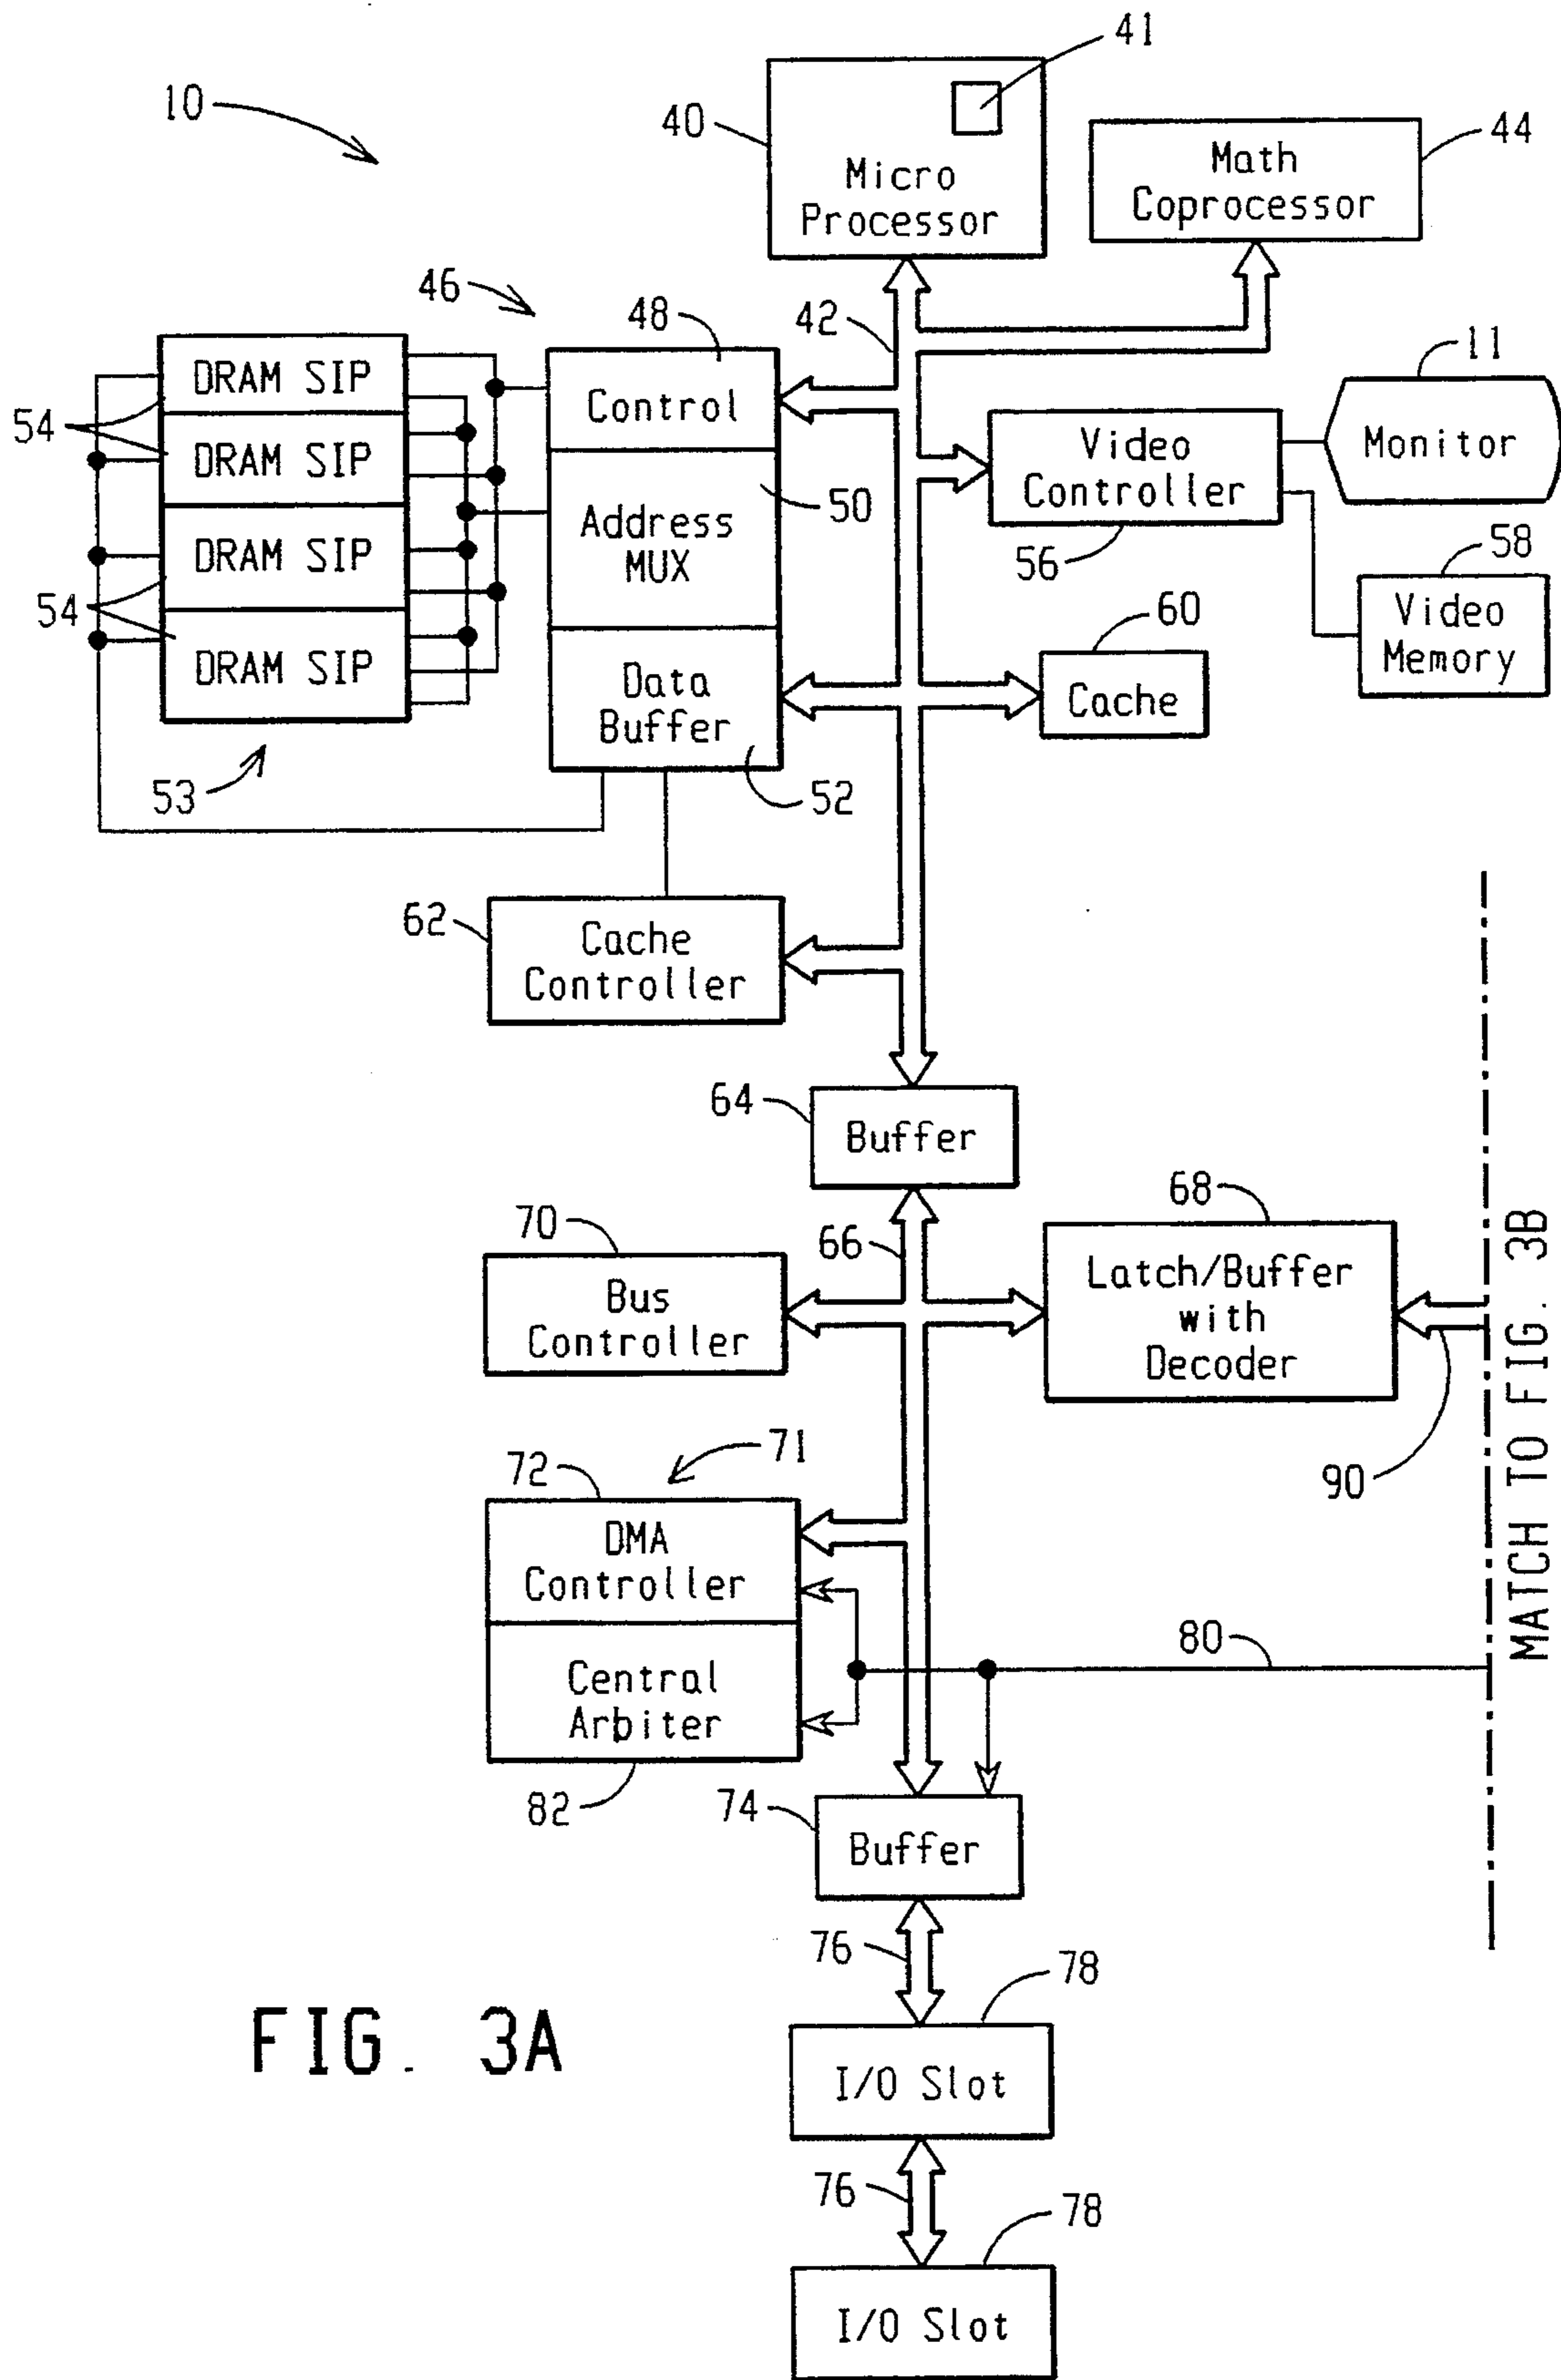 41
10
40
Micro
Processor
44
Math
Coprocessor
46
48
42
11
DRAM SIP
Control
54
DRAM SIP
Video
Controller
Monitor
50
Address
MUX
DRAM SIP
56
58
54
60
Video
Memory
DRAM SIP
Data
Buffer
Cache
53
52
62
Cache
Controller
64
Buffer
68
70
66
Bus
Controller
Latch/Buffer
with
Decoder
MATCH TO FIG. 3B
71
72
90
DMA
Controller
80
Central
Arbiter
82
74
Buffer
76
78
FIG. 3A
I/O Slot
76
78
I/O Slot